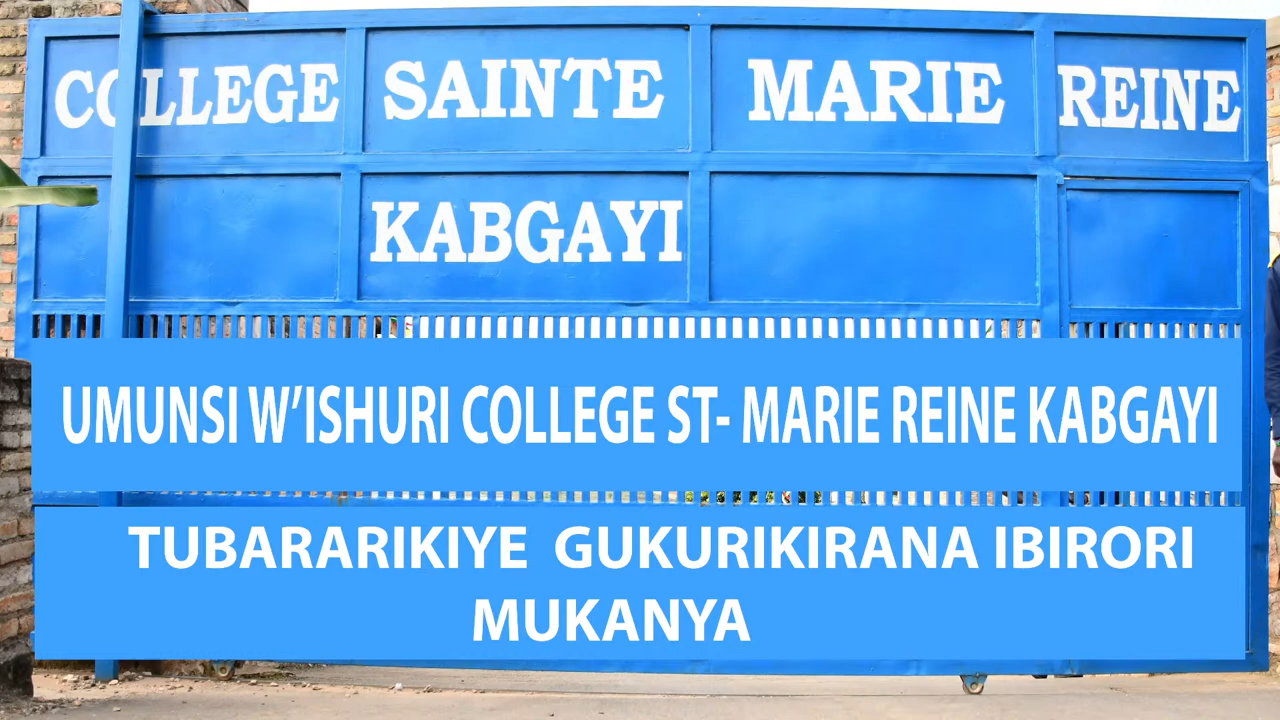 COLLEGE SAINTE MARIE REINE
KABGAYI
UMUNSI W’ISHURI COLLEGE ST- MARIE REINE KABGAYI
TUBARARIKIYE GUKURIKIRANA IBIRORI
MUKANYA